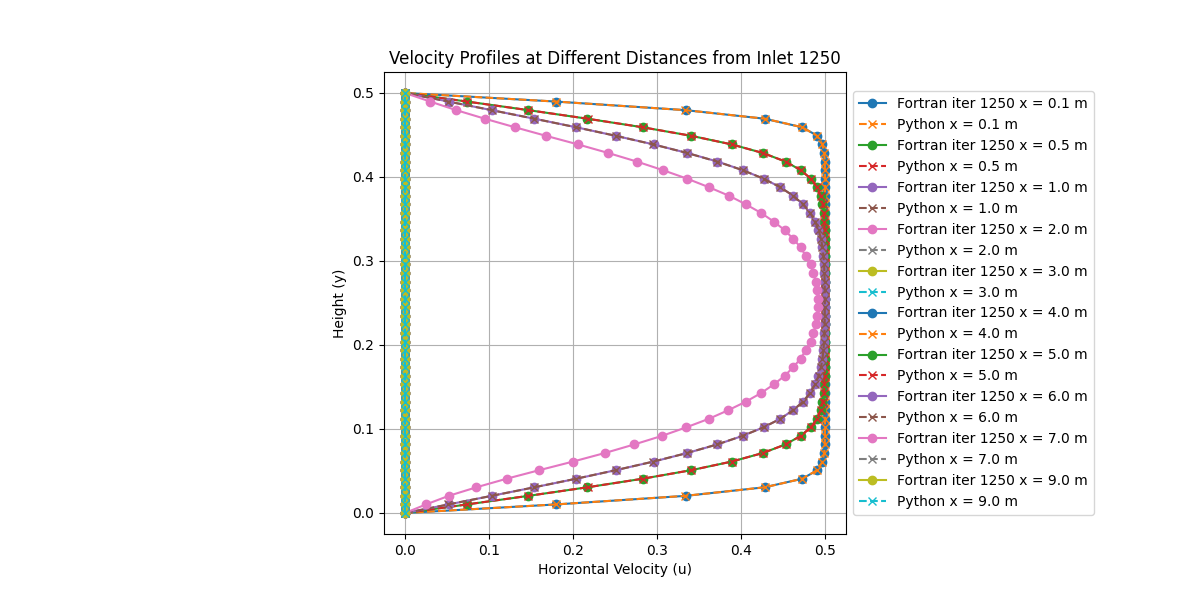 Velocity Profiles at Different Distances from Inlet 1250
0.5
0.4
0.3
0.2
0.1
0.0
Height (y)
0.0 0.1 0.2 0.3 0.4 0.5
Horizontal Velocity (u)
Fortran iter 1250 x = 0.1 m
Python x = 0.1 m
Fortran iter 1250 x = 0.5 m
Python x = 0.5 m
Fortran iter 1250 x = 1.0 m
Python x = 1.0 m
Fortran iter 1250 x = 2.0 m
Python x = 2.0 m
Fortran iter 1250 x = 3.0 m
Python x = 3.0 m
Fortran iter 1250 x = 4.0 m
Python x = 4.0 m
Fortran iter 1250 x = 5.0 m
Python x = 5.0 m
Fortran iter 1250 x = 6.0 m
Python x = 6.0 m
Fortran iter 1250 x = 7.0 m
Python x = 7.0 m
Fortran iter 1250 x = 9.0 m
Python x = 9.0 m